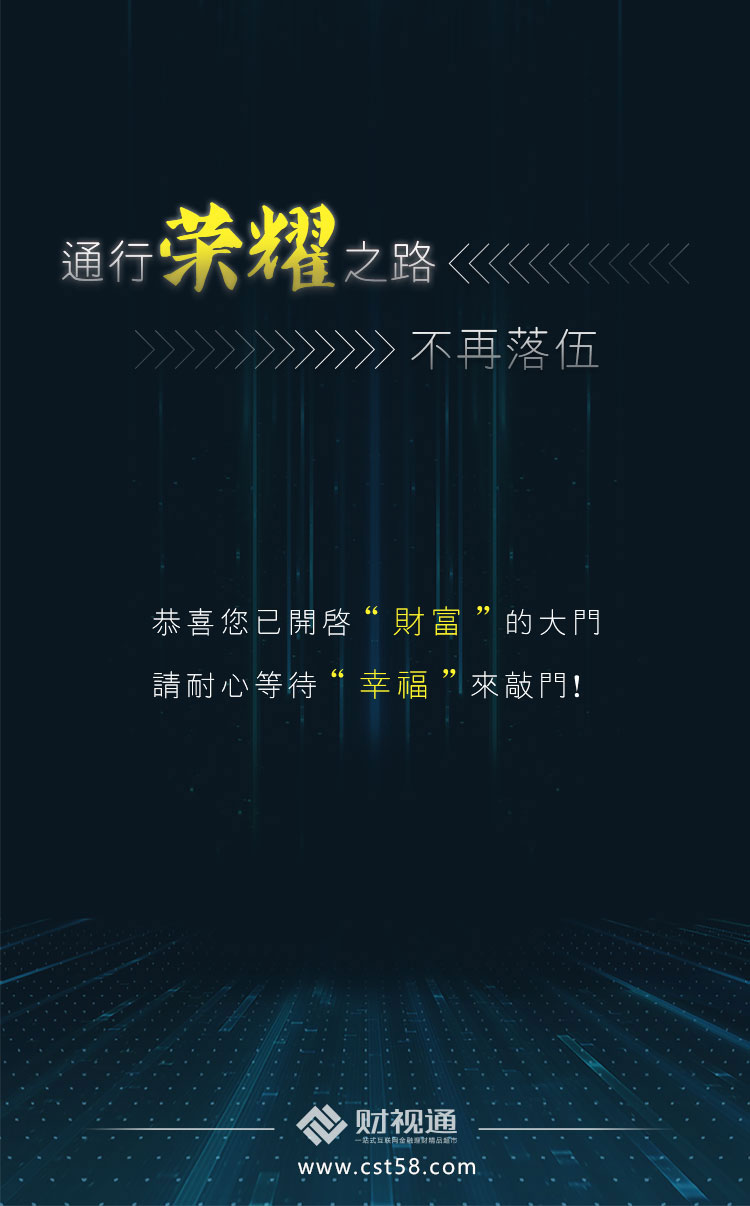 通行荣耀之路
不再落伍
恭喜您已開啓“財富”的大門
請耐心等待“幸福”來敲門!
财视通
一站式互联网金融理财精品超市
www.cst58.com